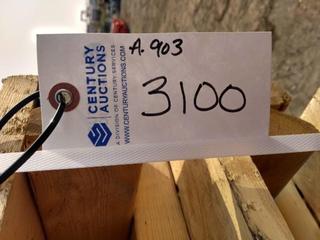 A. 903
3100
CENTURY
AUCTIONS
A DIVISION OF CENTURY SERVICES
WWW.CENTURYAUCTIONS.COM